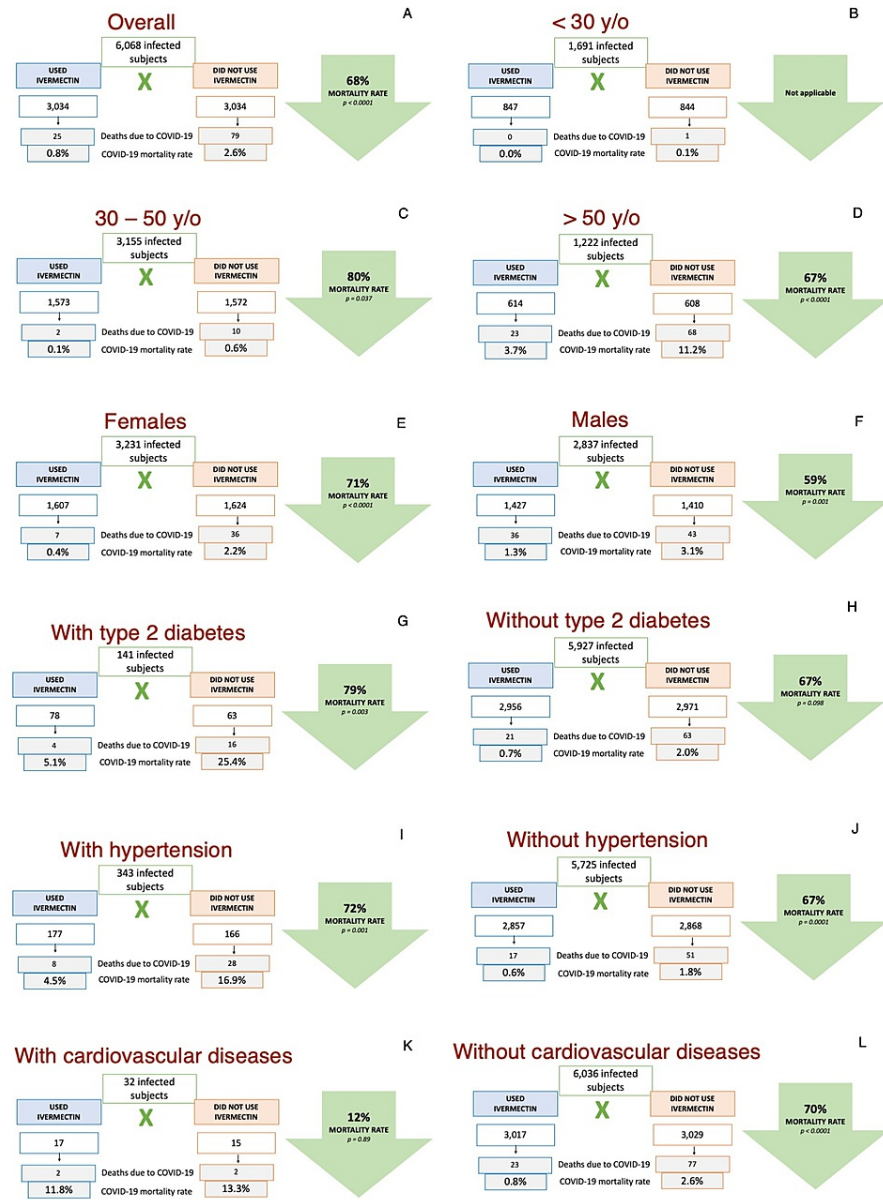 Overall
A
6,068 infected
subjects
USED
IVERMECTIN
X
DID NOT USE
IVERMECTIN
3,034
3,034
25
Deaths due to COVID-19
79
0.8%
COVID-19 mortality rate
2.6%
68%
MORTALITY RATE
p < 0.0001
< 30 y/o
B
1,691 infected
subjects
USED
IVERMECTIN
X
DID NOT USE
IVERMECTIN
847
844
0
Deaths due to COVID-19
1
0.0%
COVID-19 mortality rate
0.1%
Not applicable
30 – 50 y/o
C
3,155 infected
subjects
USED
IVERMECTIN
X
DID NOT USE
IVERMECTIN
1,573
1,572
2
Deaths due to COVID-19
10
0.1%
COVID-19 mortality rate
0.6%
80%
MORTALITY RATE
p = 0.037
> 50 y/o
D
1,222 infected
subjects
USED
IVERMECTIN
X
DID NOT USE
IVERMECTIN
614
608
23
Deaths due to COVID-19
68
3.7%
COVID-19 mortality rate
11.2%
67%
MORTALITY RATE
p < 0.0001
Females
E
3,231 infected
subjects
USED
IVERMECTIN
X
DID NOT USE
IVERMECTIN
1,607
1,624
7
Deaths due to COVID-19
36
0.4%
COVID-19 mortality rate
2.2%
71%
MORTALITY RATE
p < 0.0001
Males
F
2,837 infected
subjects
USED
IVERMECTIN
X
DID NOT USE
IVERMECTIN
1,427
1,410
36
Deaths due to COVID-19
43
1.3%
COVID-19 mortality rate
3.1%
59%
MORTALITY RATE
p = 0.001
With type 2 diabetes
G
141 infected
subjects
USED
IVERMECTIN
X
DID NOT USE
IVERMECTIN
78
63
4
Deaths due to COVID-19
16
5.1%
COVID-19 mortality rate
25.4%
79%
MORTALITY RATE
p = 0.003
Without type 2 diabetes
H
5,927 infected
subjects
USED
IVERMECTIN
X
DID NOT USE
IVERMECTIN
2,956
2,971
21
Deaths due to COVID-19
63
0.7%
COVID-19 mortality rate
2.0%
67%
MORTALITY RATE
p = 0.098
With hypertension
I
343 infected
subjects
USED
IVERMECTIN
X
DID NOT USE
IVERMECTIN
177
166
8
Deaths due to COVID-19
28
4.5%
COVID-19 mortality rate
16.9%
72%
MORTALITY RATE
p = 0.001
Without hypertension
J
5,725 infected
subjects
USED
IVERMECTIN
X
DID NOT USE
IVERMECTIN
2,857
2,868
17
Deaths due to COVID-19
51
0.6%
COVID-19 mortality rate
1.8%
67%
MORTALITY RATE
p = 0.0001
With cardiovascular diseases
K
32 infected
subjects
USED
IVERMECTIN
X
DID NOT USE
IVERMECTIN
17
15
2
Deaths due to COVID-19
2
11.8%
COVID-19 mortality rate
13.3%
12%
MORTALITY RATE
p = 0.89
Without cardiovascular diseases
L
6,036 infected
subjects
USED
IVERMECTIN
X
DID NOT USE
IVERMECTIN
3,017
3,029
23
Deaths due to COVID-19
77
0.8%
COVID-19 mortality rate
2.6%
70%
MORTALITY RATE
p < 0.0001